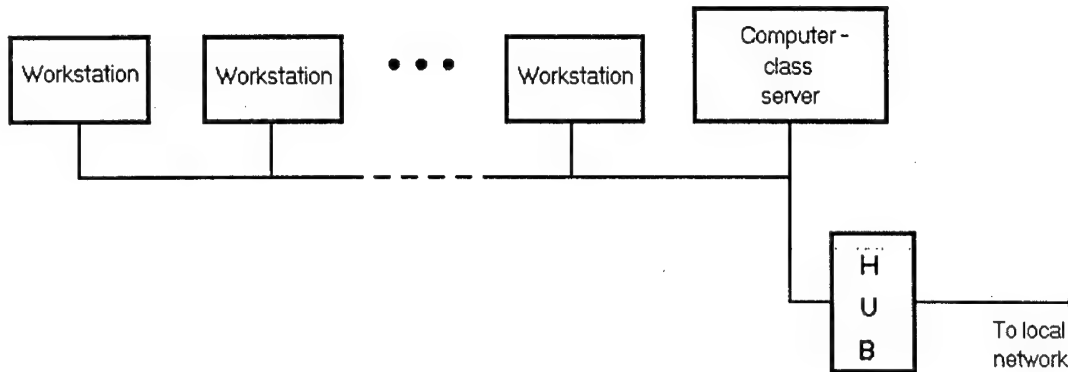 Workstation
Workstation
Workstation
Computer-
class
server
H
U
B
To local
network